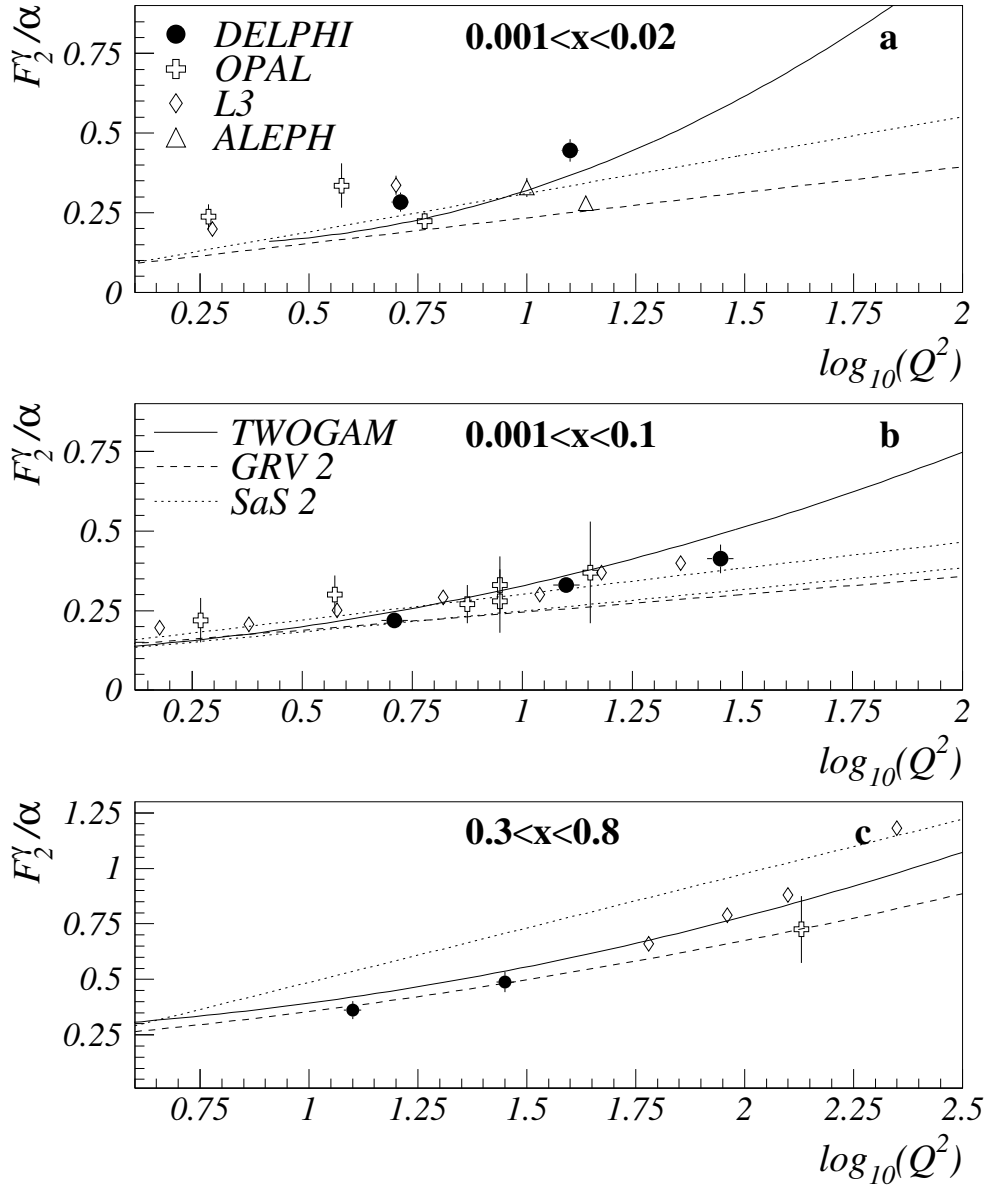 F₂^γ/α
0.001<x<0.02
a
DELPHI
OPAL
L3
ALEPH
0.75
0.5
0.25
0
0.25 0.5 0.75 1 1.25 1.5 1.75 2
log₁₀(Q²)
F₂^γ/α
0.001<x<0.1
b
TWOGAM
GRV 2
SaS 2
0.75
0.5
0.25
0
0.25 0.5 0.75 1 1.25 1.5 1.75 2
log₁₀(Q²)
F₂^γ/α
0.3<x<0.8
c
1.25
1
0.75
0.5
0.25
0.75 1 1.25 1.5 1.75 2 2.25 2.5
log₁₀(Q²)